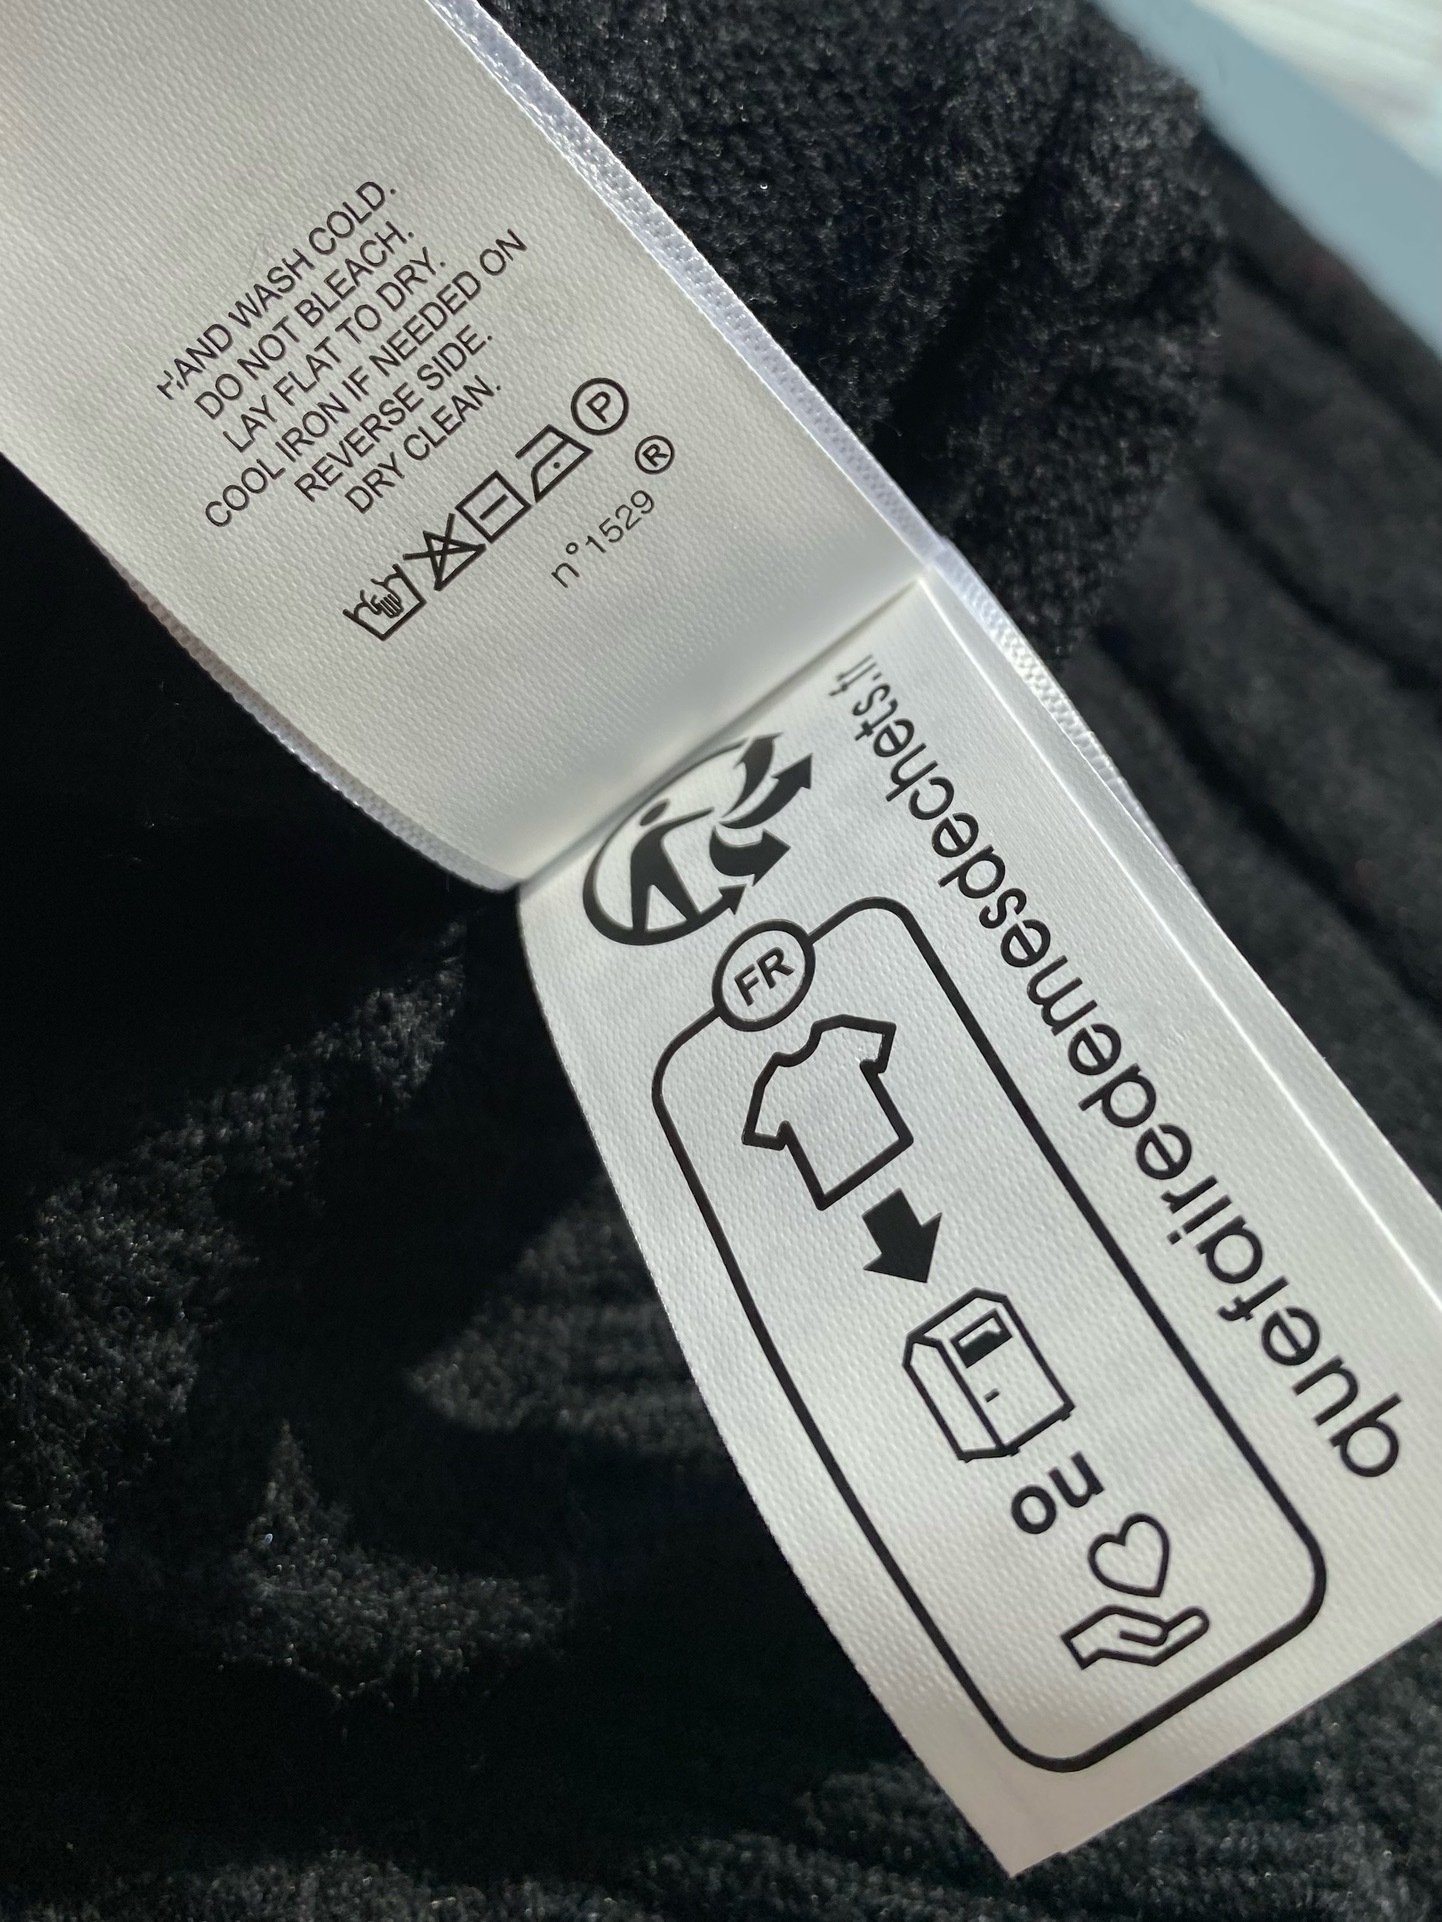 HAND WASH COLD.
DO NOT BLEACH.
LAY FLAT TO DRY.
COOL IRON IF NEEDED ON
REVERSE SIDE.
DRY CLEAN.
P
n°1529 ®
quefairedemesdechets.fr
FR
ou